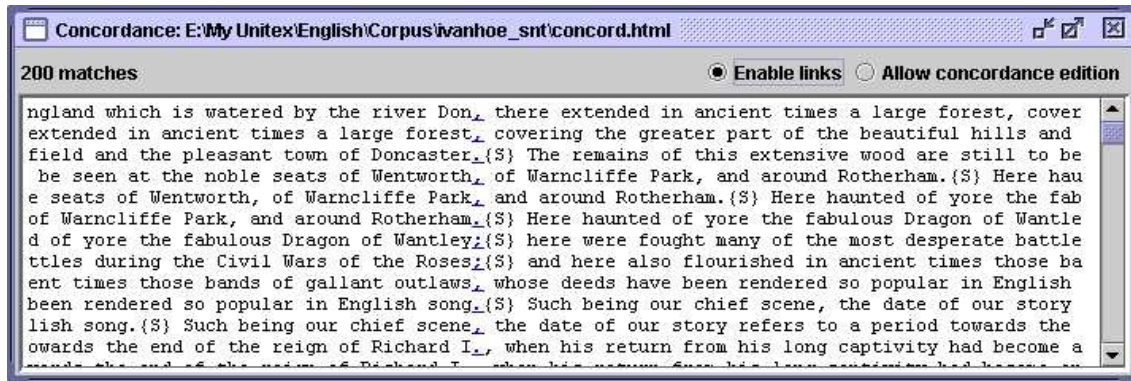 Concordance: E:\My Unitex\English\Corpus\ivanhoe_snt\concord.html
200 matches
Enable links
Allow concordance edition
ngland which is watered by the river Don, there extended in ancient times a large forest, cover
extended in ancient times a large forest, covering the greater part of the beautiful hills and
field and the pleasant town of Doncaster.{S} The remains of this extensive wood are still to be
be seen at the noble seats of Wentworth, of Warncliffe Park, and around Rotherham.{S} Here hau
e seats of Wentworth, of Warncliffe Park, and around Rotherham.{S} Here haunted of yore the fab
of Warncliffe Park, and around Rotherham.{S} Here haunted of yore the fabulous Dragon of Wantle
d of yore the fabulous Dragon of Wantley;{S} here were fought many of the most desperate battle
ttles during the Civil Wars of the Roses;{S} and here also flourished in ancient times those ba
ent times those bands of gallant outlaws, whose deeds have been rendered so popular in English
been rendered so popular in English song.{S} Such being our chief scene, the date of our story
lish song.{S} Such being our chief scene, the date of our story refers to a period towards the
owards the end of the reign of Richard I., when his return from his long captivity had become a